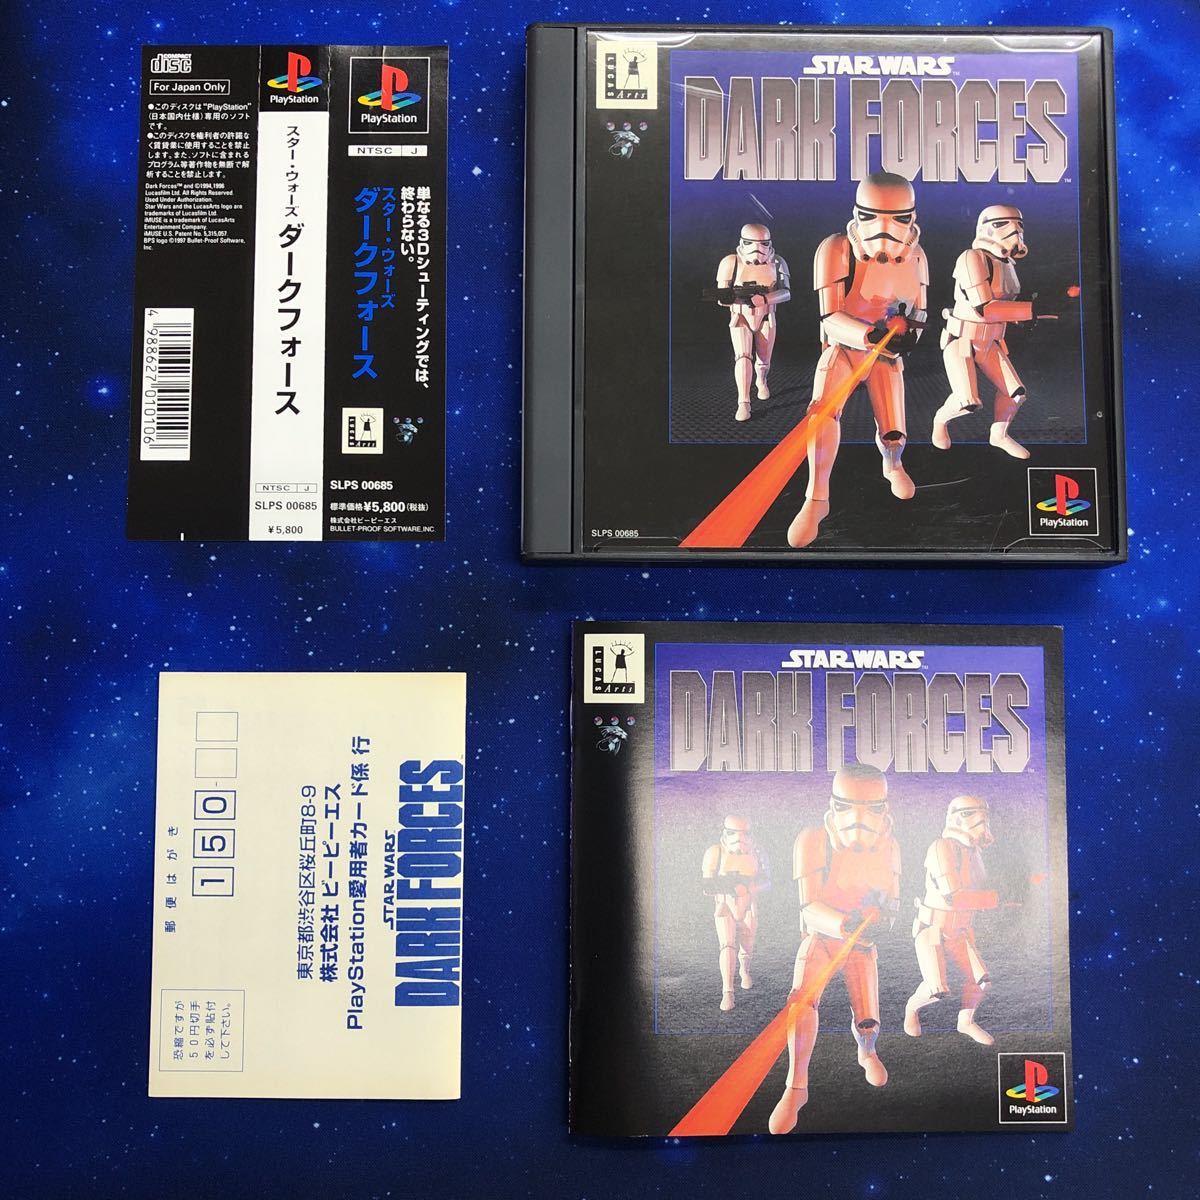 COMPACT
disc
For Japan Only
●このディスクは"PlayStation"
(日本国内仕様)専用のソフト
です。
●このディスクを権利者の許諾な
く賃貸業に使用することを禁止
します。また、ソフトに含まれる
プログラム等著作物を無断で解
析することを禁止します。
Dark Forces™ and ©1994,1996
Lucasfilm Ltd. All Rights Reserved.
Used Under Authorization.
Star Wars and the LucasArts logo are
trademarks of Lucasfilm Ltd.
iMUSE is a trademark of LucasArts
Entertainment Company.
iMUSE U.S. Patent No. 5,315,057.
BPS logo ©1997 Bullet-Proof Software,
Inc.
4988627010106
PlayStation
スター・ウォーズ
ダークフォース
NTSC J
SLPS 00685
¥5,800
PlayStation
NTSC J
単なる3Dシューティングでは、
終わらない。
スター・ウォーズ
ダークフォース
LUCAS
Arts
SLPS 00685
標準価格¥5,800(税抜)
株式会社ビーピーエス
BULLET-PROOF SOFTWARE,INC.
LUCAS
Arts
STAR WARS™
DARK FORCES™
SLPS 00685
PlayStation
郵便はがき
150-
恐縮ですが
50円切手
を必ず貼付
して下さい。
東京都渋谷区桜丘町8-9
株式会社 ビーピーエス
PlayStation愛用者カード係 行
STAR WARS
DARK FORCES™
LUCAS
Arts
STAR WARS™
DARK FORCES™
PlayStation